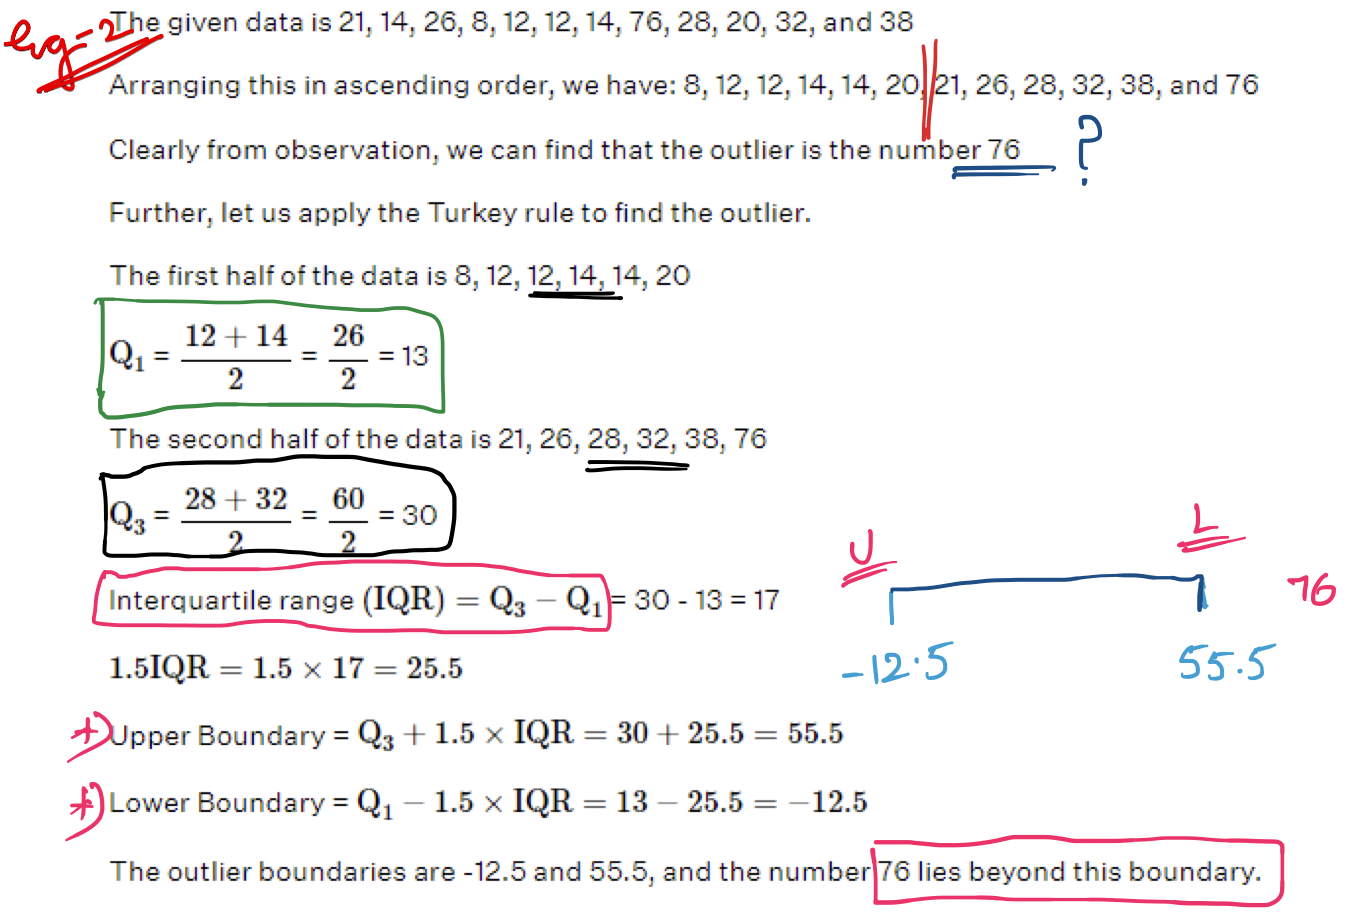 eg=2
The given data is 21, 14, 26, 8, 12, 12, 14, 76, 28, 20, 32, and 38
Arranging this in ascending order, we have: 8, 12, 12, 14, 14, 20, 21, 26, 28, 32, 38, and 76
Clearly from observation, we can find that the outlier is the number 76 ?
Further, let us apply the Turkey rule to find the outlier.
The first half of the data is 8, 12, 12, 14, 14, 20
Q₁ = (12 + 14)/2 = 26/2 = 13
The second half of the data is 21, 26, 28, 32, 38, 76
Q₃ = (28 + 32)/2 = 60/2 = 30
U L
Interquartile range (IQR) = Q₃ − Q₁ = 30 - 13 = 17
76
-12.5 55.5
1.5IQR = 1.5 × 17 = 25.5
*) Upper Boundary = Q₃ + 1.5 × IQR = 30 + 25.5 = 55.5
*) Lower Boundary = Q₁ − 1.5 × IQR = 13 − 25.5 = −12.5
The outlier boundaries are -12.5 and 55.5, and the number 76 lies beyond this boundary.